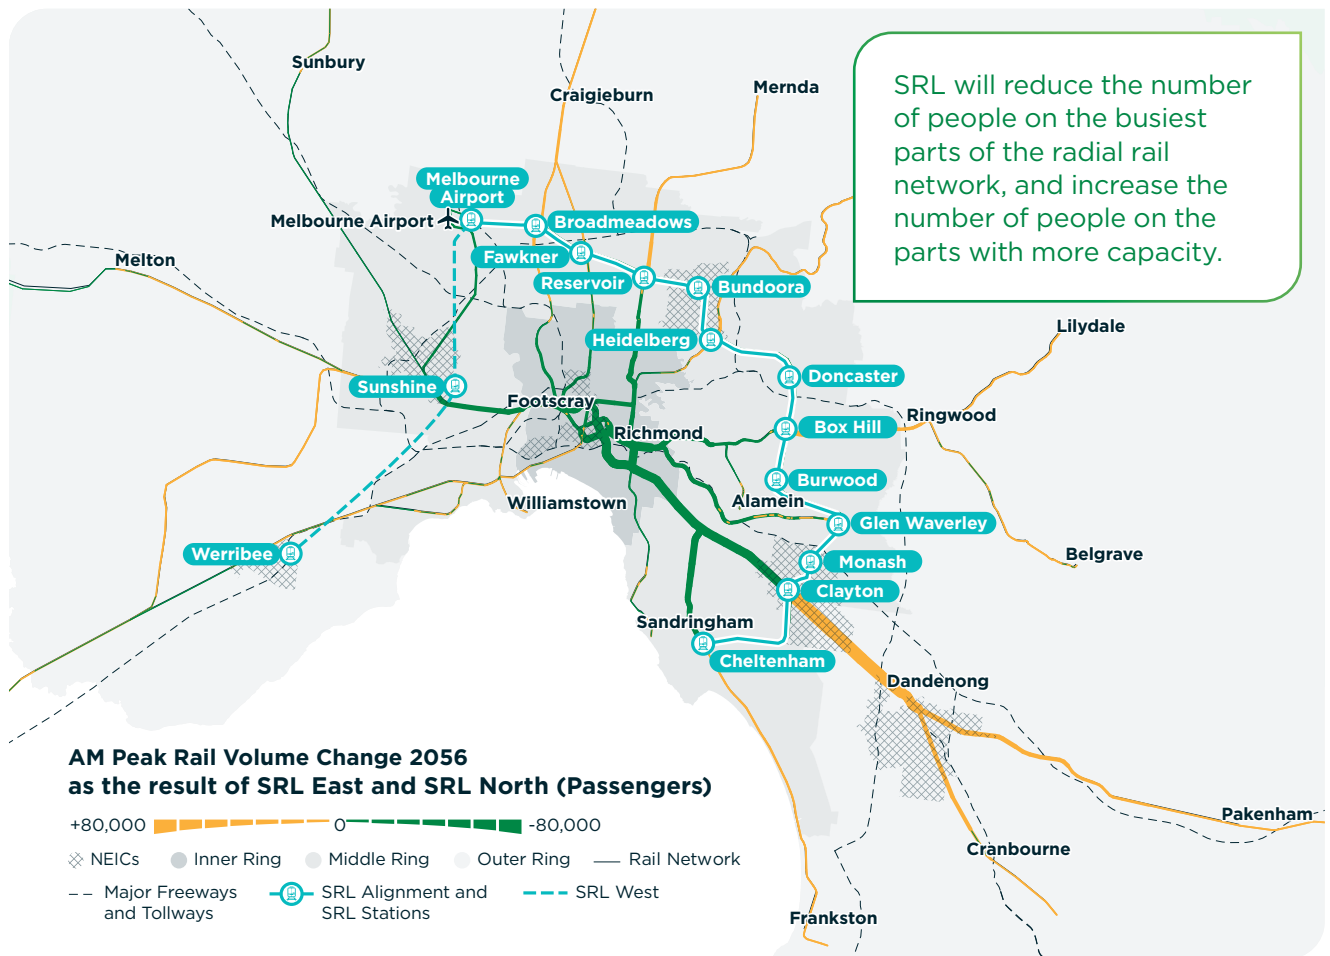 Sunbury
Craigieburn
Mernda
SRL will reduce the number
of people on the busiest
parts of the radial rail
network, and increase the
number of people on the
parts with more capacity.
Melbourne
Airport
Melbourne Airport
Broadmeadows
Fawkner
Melton
Reservoir
Bundoora
Lilydale
Heidelberg
Doncaster
Sunshine
Footscray
Ringwood
Box Hill
Richmond
Burwood
Alamein
Williamstown
Glen Waverley
Werribee
Belgrave
Monash
Clayton
Sandringham
Cheltenham
Dandenong
Pakenham
Cranbourne
Frankston
AM Peak Rail Volume Change 2056
as the result of SRL East and SRL North (Passengers)
+80,000 0 -80,000
NEICs Inner Ring Middle Ring Outer Ring Rail Network
Major Freeways
and Tollways
SRL Alignment and
SRL Stations
SRL West